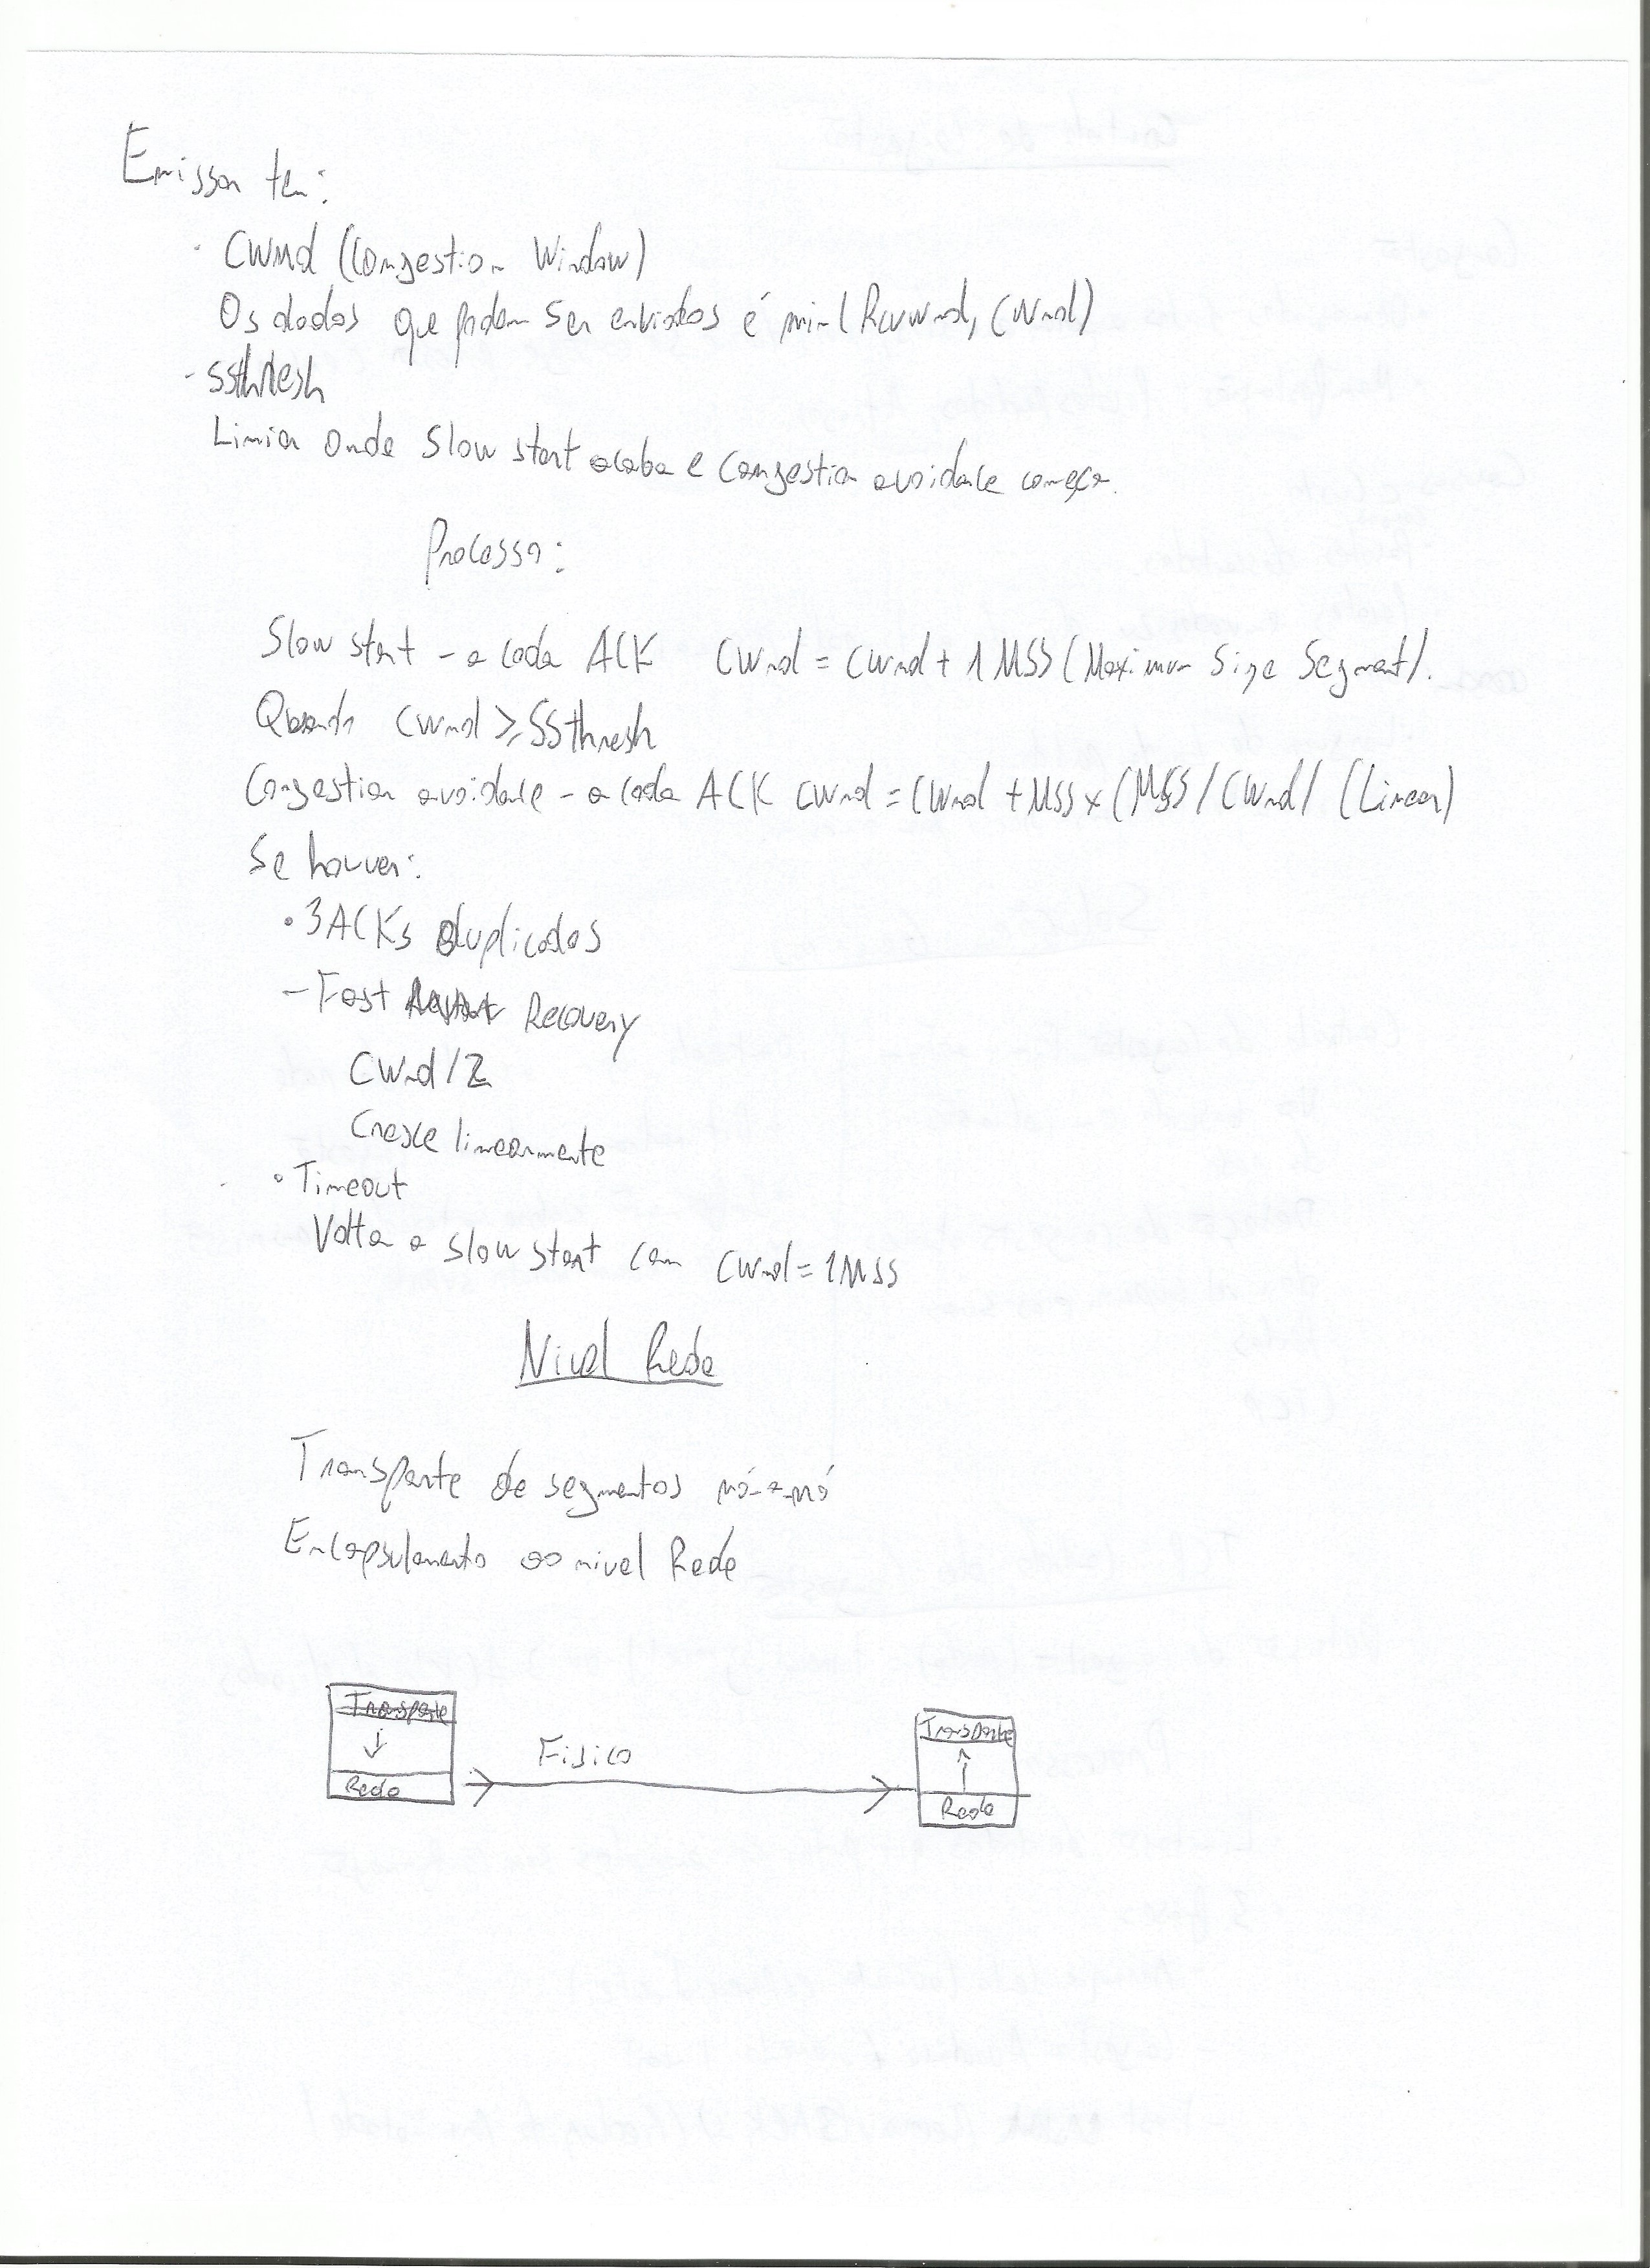 Emissor tem:
· CWnd (Congestion Window)
Os dados que podem ser enviados é min(Rcvwnd, CWnd)
- ssthresh
Limiar onde Slow start acaba e Congestion avoidance começa.
Processo:
Slow start - a cada ACK CWnd = CWnd + 1 MSS (Maximum Size Segment).
Quando CWnd ≥ SSthresh
Congestion avoidance - a cada ACK CWnd = CWnd + MSS x (MSS/CWnd) (Linear)
Se houver:
• 3 ACKs duplicados
- Fast Recovery
CWnd/2
Cresce linearmente
• Timeout
Volta a slow start com CWnd = 1 MSS
Nivel Rede
Transporte de segmentos nó-a-nó
Encapsulamento ao nivel Rede
Transporte
↓
Rede
Fisico
Transporte
↑
Rede